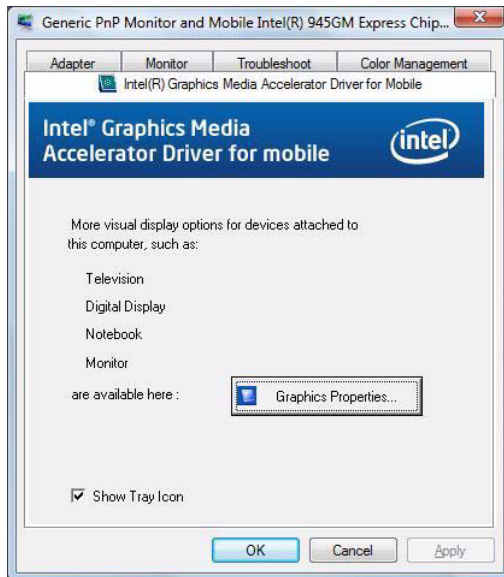 Generic PnP Monitor and Mobile Intel(R) 945GM Express Chip...
Adapter
Monitor
Troubleshoot
Color Management
Intel(R) Graphics Media Accelerator Driver for Mobile
Intel® Graphics Media
Accelerator Driver for mobile
intel
More visual display options for devices attached to
this computer, such as:
Television
Digital Display
Notebook
Monitor
are available here :
Graphics Properties...
Show Tray Icon
OK
Cancel
Apply